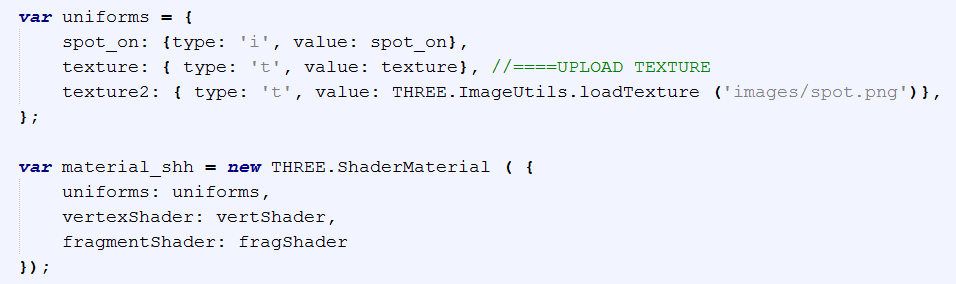 var uniforms = {
spot_on: {type: 'i', value: spot_on},
texture: { type: 't', value: texture}, //====UPLOAD TEXTURE
texture2: { type: 't', value: THREE.ImageUtils.loadTexture ('images/spot.png')},
};
var material_shh = new THREE.ShaderMaterial ( {
uniforms: uniforms,
vertexShader: vertShader,
fragmentShader: fragShader
});